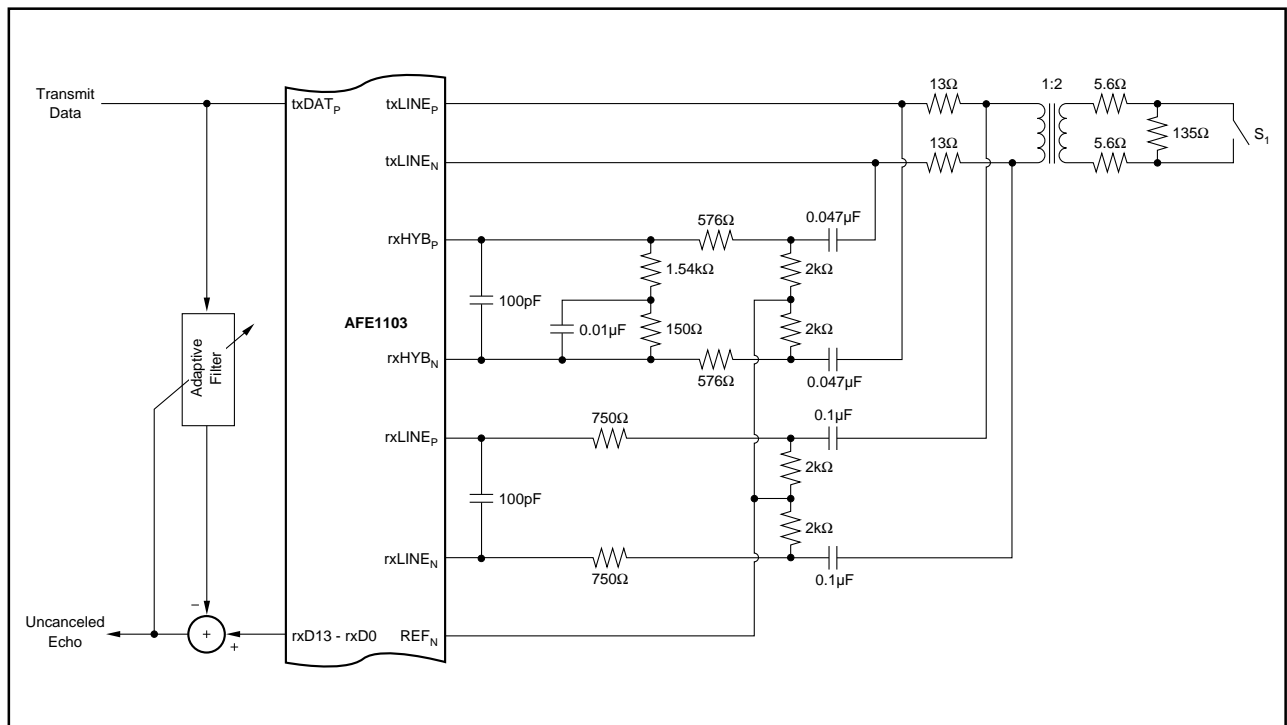 Transmit
Data
txDATP
txLINEP
13Ω
1:2
5.6Ω
135Ω
S1
txLINEN
13Ω
5.6Ω
rxHYBP
576Ω
0.047µF
1.54kΩ
2kΩ
100pF
AFE1103
0.01µF
150Ω
2kΩ
rxHYBN
576Ω
0.047µF
Adaptive
Filter
rxLINEP
750Ω
0.1µF
2kΩ
100pF
2kΩ
rxLINEN
750Ω
0.1µF
Uncanceled
Echo
–
+
+
rxD13 - rxD0
REFN